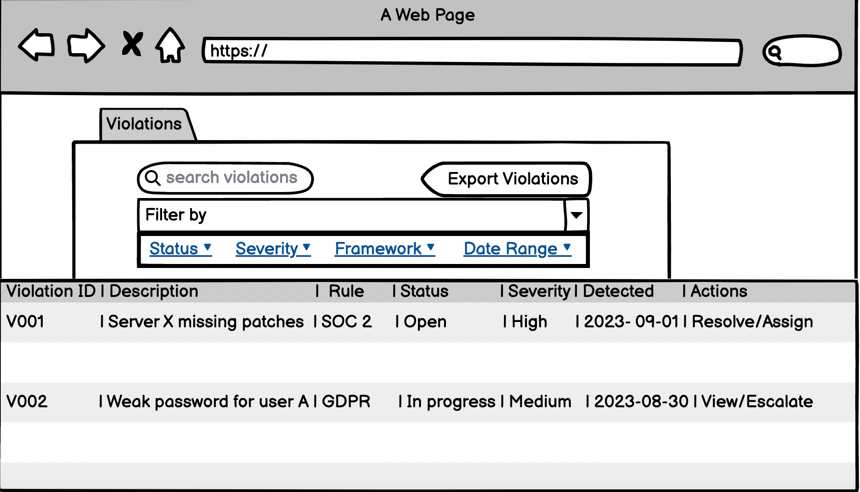 A Web Page
https://
Violations
search violations
Export Violations
Filter by
Status Severity Framework Date Range
Violation ID | Description | Rule | Status | Severity | Detected | Actions
V001 | Server X missing patches | SOC 2 | Open | High | 2023- 09-01 | Resolve/Assign
V002 | Weak password for user A | GDPR | In progress | Medium | 2023-08-30 | View/Escalate